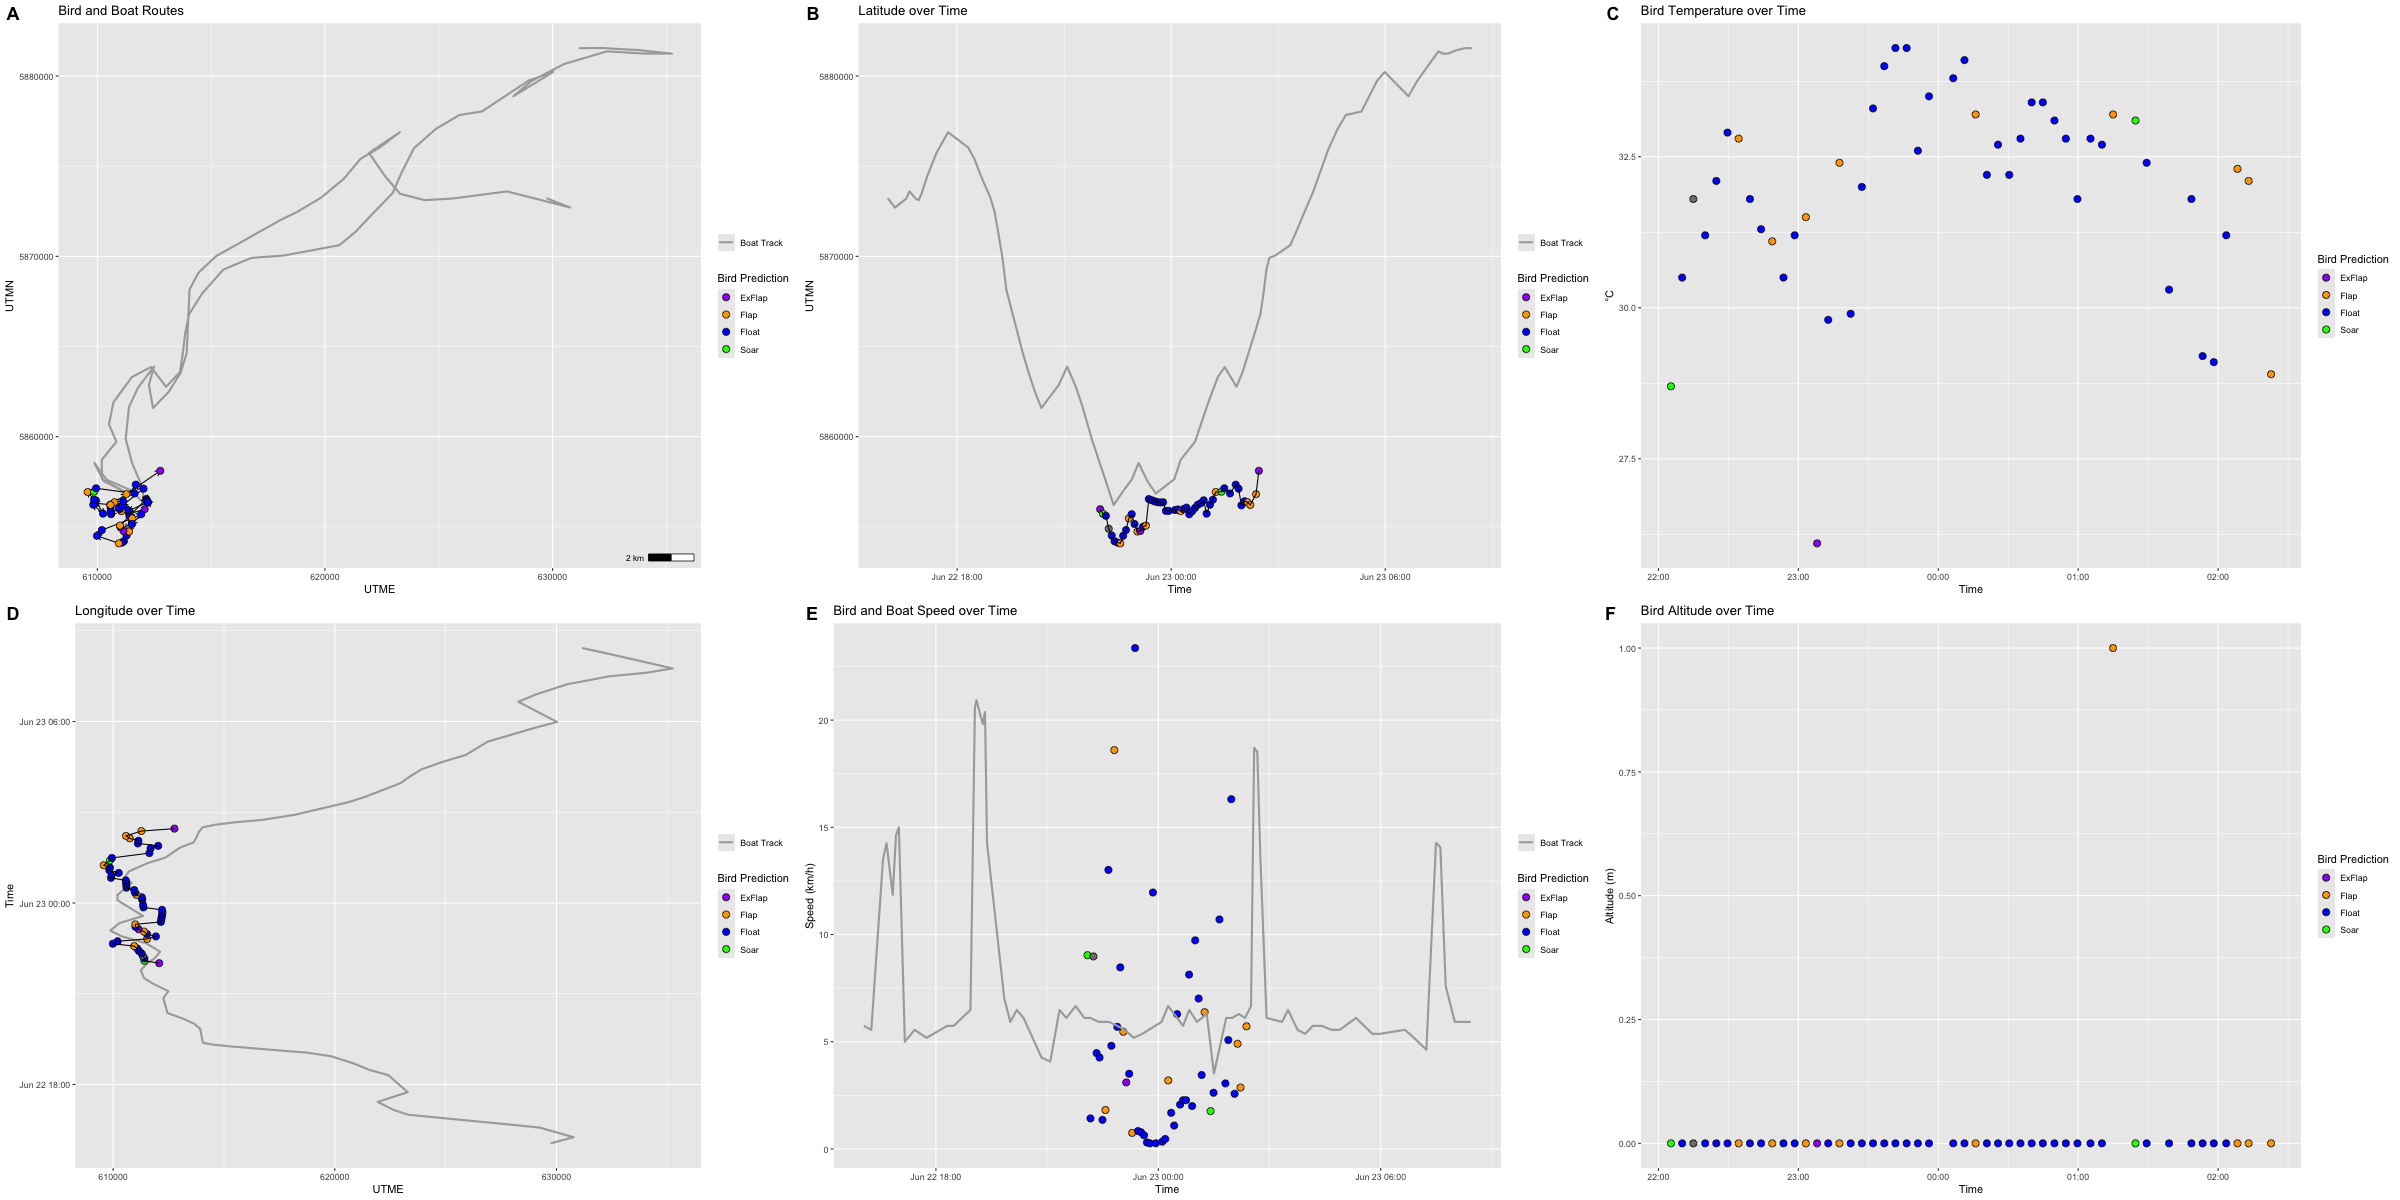 A Bird and Boat Routes
5880000
5870000
5860000
UTMN
610000 620000 630000
UTME
2 km
Boat Track
Bird Prediction
ExFlap
Flap
Float
Soar
B Latitude over Time
5880000
5870000
5860000
UTMN
Jun 22 18:00 Jun 23 00:00 Jun 23 06:00
Time
Boat Track
Bird Prediction
ExFlap
Flap
Float
Soar
C Bird Temperature over Time
32.5
30.0
27.5
°C
22:00 23:00 00:00 01:00 02:00
Time
Bird Prediction
ExFlap
Flap
Float
Soar
D Longitude over Time
Jun 23 06:00
Jun 23 00:00
Jun 22 18:00
Time
610000 620000 630000
UTME
Boat Track
Bird Prediction
ExFlap
Flap
Float
Soar
E Bird and Boat Speed over Time
20
15
10
5
0
Speed (km/h)
Jun 22 18:00 Jun 23 00:00 Jun 23 06:00
Time
Boat Track
Bird Prediction
ExFlap
Flap
Float
Soar
F Bird Altitude over Time
1.00
0.75
0.50
0.25
0.00
Altitude (m)
22:00 23:00 00:00 01:00 02:00
Time
Bird Prediction
ExFlap
Flap
Float
Soar